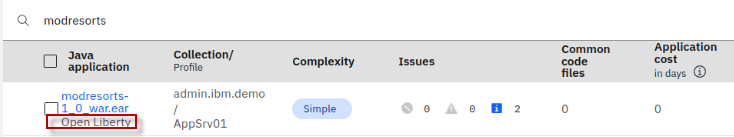 modresorts
Java application
Collection/
Profile
Complexity
Issues
Common code files
Application cost
in days
modresorts-
1_0_war.ear
Open Liberty
admin.ibm.demo
/
AppSrv01
Simple
0
0
2
0
0